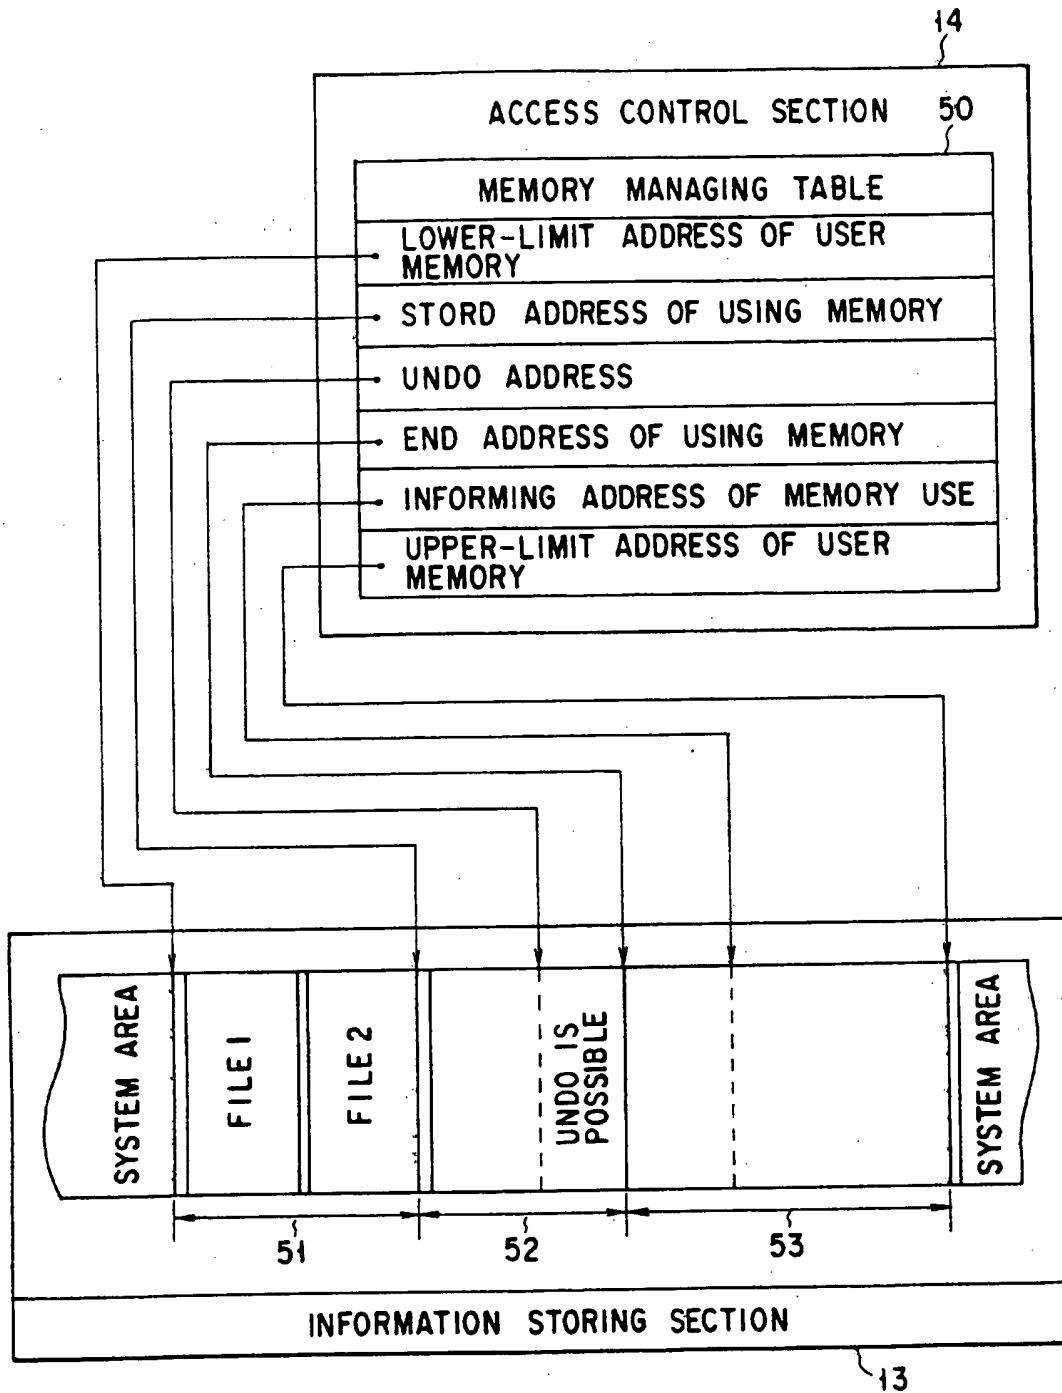 14
ACCESS CONTROL SECTION 50
MEMORY MANAGING TABLE
LOWER-LIMIT ADDRESS OF USER
MEMORY
STORD ADDRESS OF USING MEMORY
UNDO ADDRESS
END ADDRESS OF USING MEMORY
INFORMING ADDRESS OF MEMORY USE
UPPER-LIMIT ADDRESS OF USER
MEMORY
SYSTEM AREA
FILE 1
FILE 2
UNDO IS
POSSIBLE
SYSTEM AREA
51
52
53
INFORMATION STORING SECTION
13